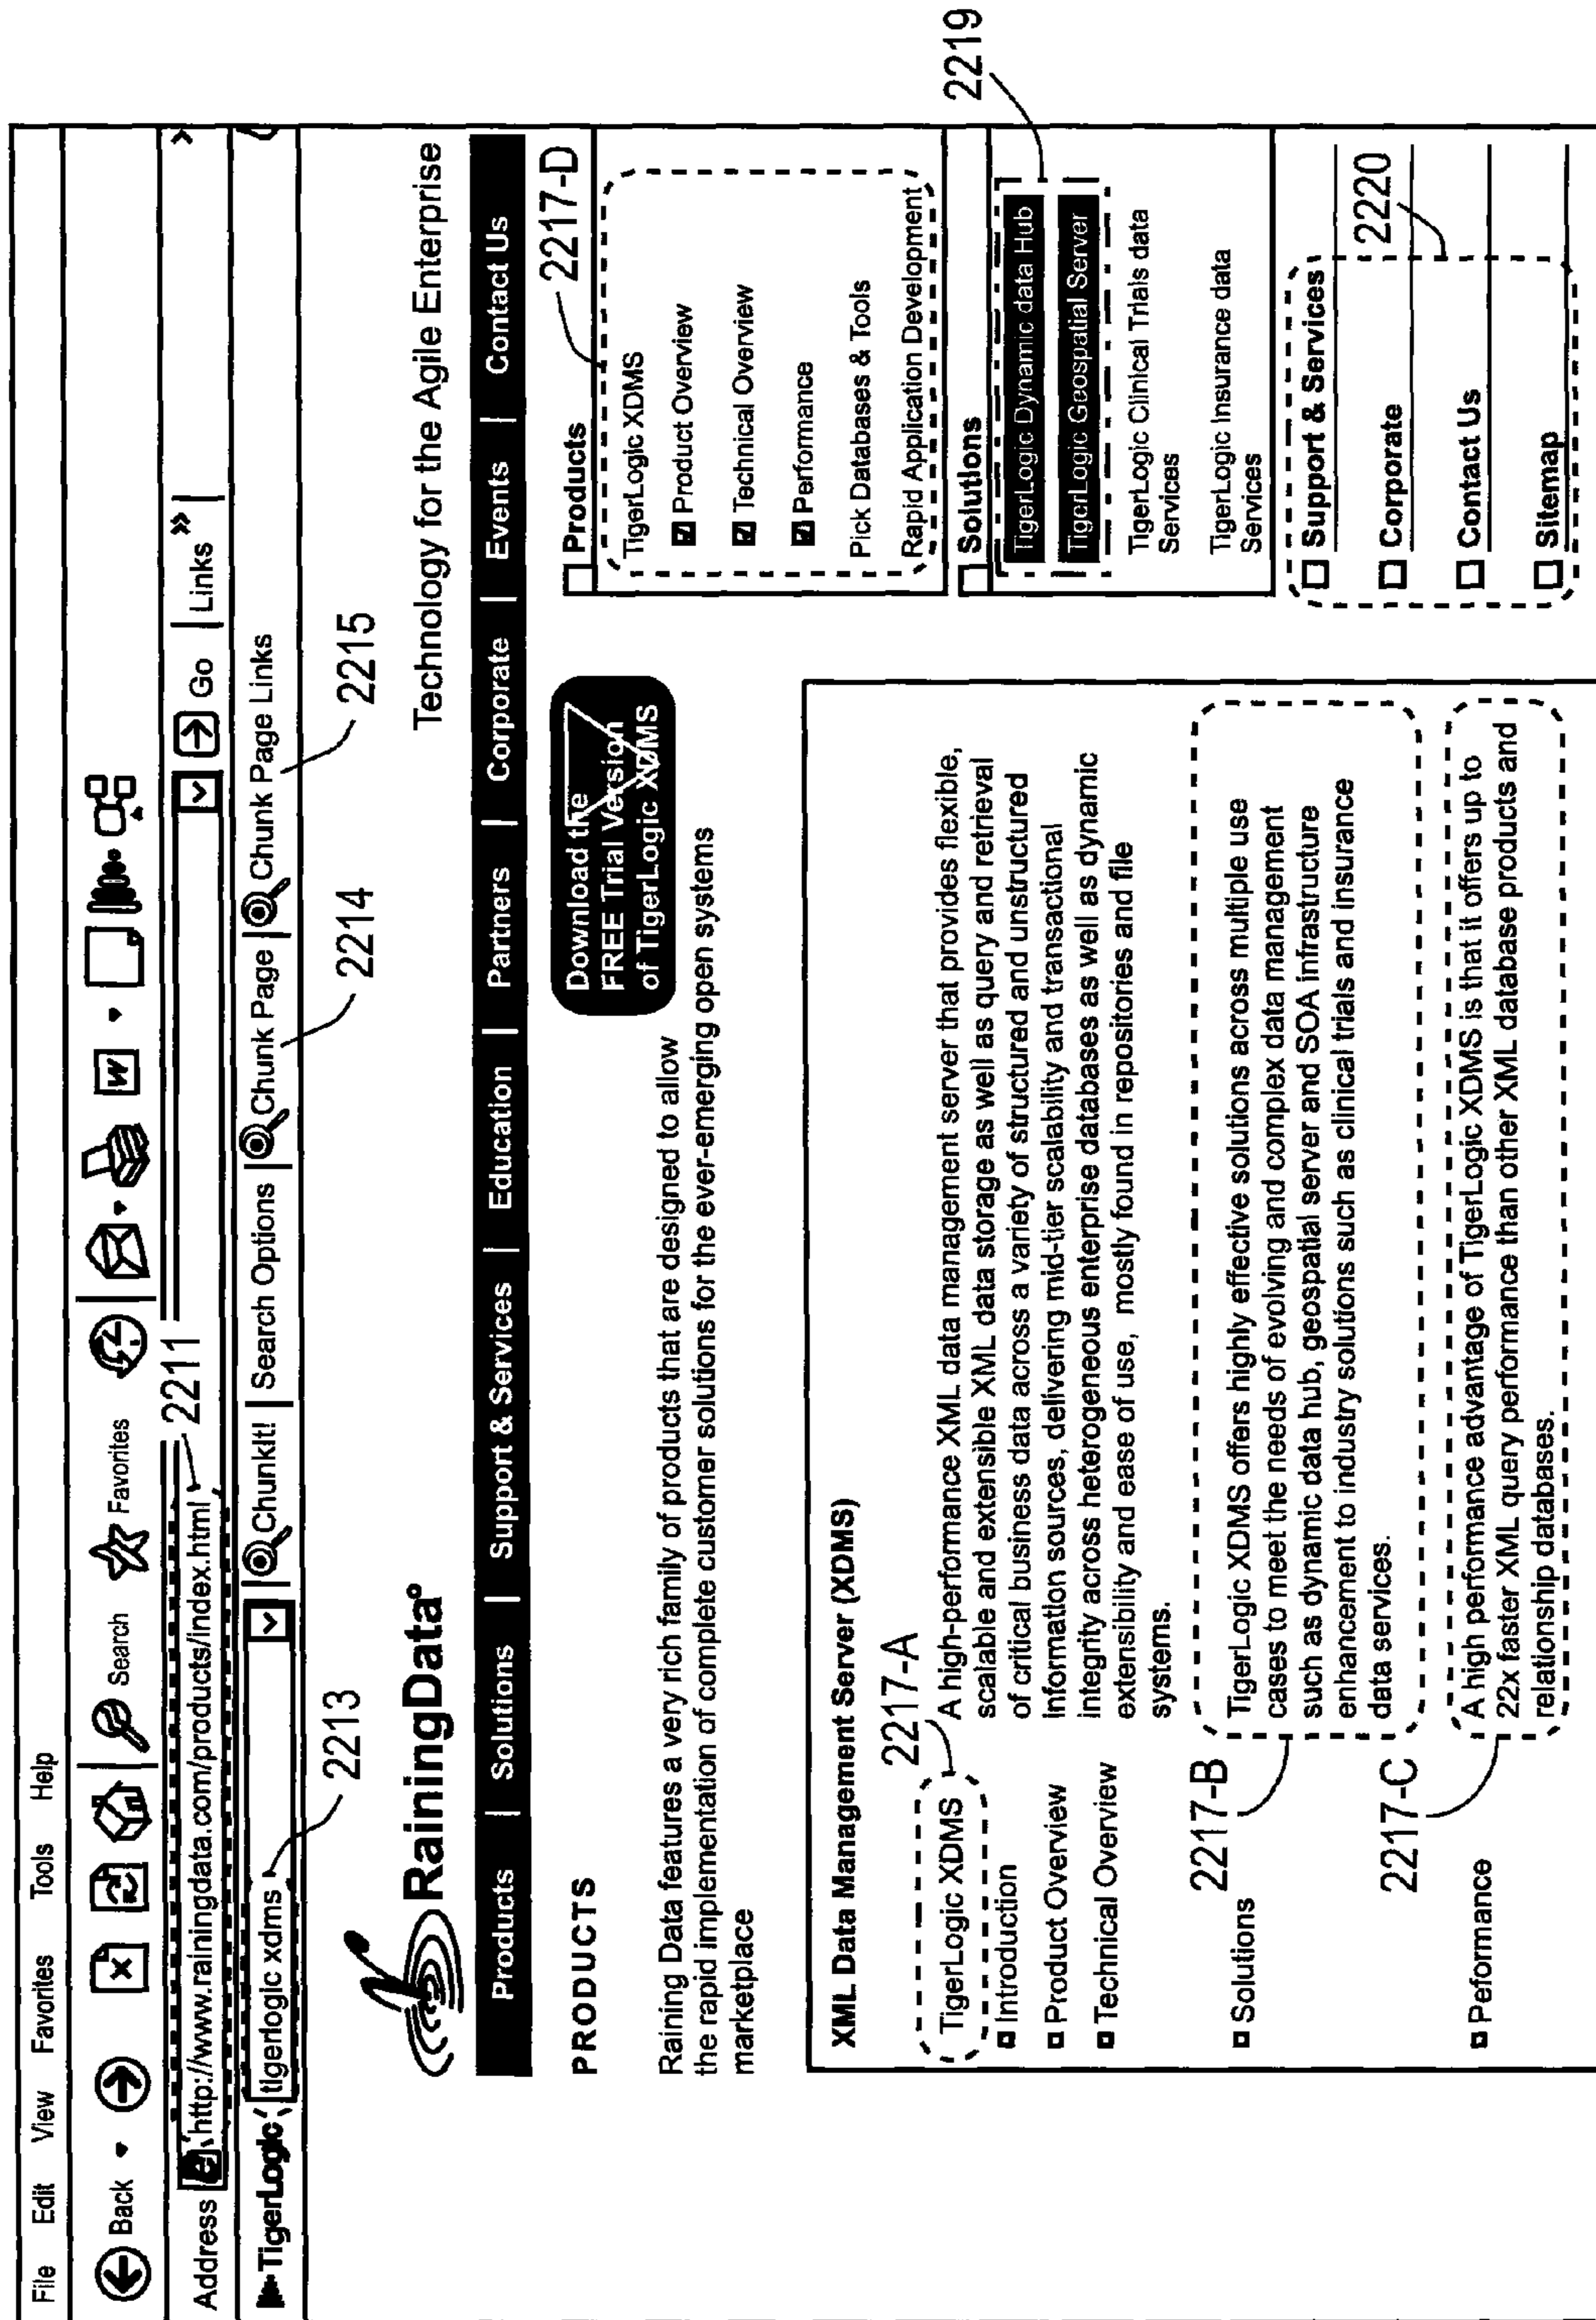 File Edit View Favorites Tools Help
Back Search Favorites W
Address http://www.rainingdata.com/products/index.html 2211 Go Links »
TigerLogic tigerlogic xdms ChunkIt! Search Options Chunk Page Chunk Page Links
2213 2214 2215
RainingData®
Technology for the Agile Enterprise
Products | Solutions | Support & Services | Education | Partners | Corporate | Events | Contact Us
PRODUCTS
Download the
FREE Trial Version
of TigerLogic XDMS
Raining Data features a very rich family of products that are designed to allow
the rapid implementation of complete customer solutions for the ever-emerging open systems
marketplace
XML Data Management Server (XDMS)
2217-A
TigerLogic XDMS
Introduction
Product Overview
Technical Overview
A high-performance XML data management server that provides flexible,
scalable and extensible XML data storage as well as query and retrieval
of critical business data across a variety of structured and unstructured
information sources, delivering mid-tier scalability and transactional
integrity across heterogeneous enterprise databases as well as dynamic
extensibility and ease of use, mostly found in repositories and file
systems.
2217-B
Solutions
TigerLogic XDMS offers highly effective solutions across multiple use
cases to meet the needs of evolving and complex data management
such as dynamic data hub, geospatial server and SOA infrastructure
enhancement to industry solutions such as clinical trials and insurance
data services.
2217-C
Peformance
A high performance advantage of TigerLogic XDMS is that it offers up to
22x faster XML query performance than other XML database products and
relationship databases.
2217-D
Products
TigerLogic XDMS
Product Overview
Technical Overview
Performance
Pick Databases & Tools
Rapid Application Development
Solutions
2219
TigerLogic Dynamic data Hub
TigerLogic Geospatial Server
TigerLogic Clinical Trials data
Services
TigerLogic Insurance data
Services
Support & Services
2220
Corporate
Contact Us
Sitemap